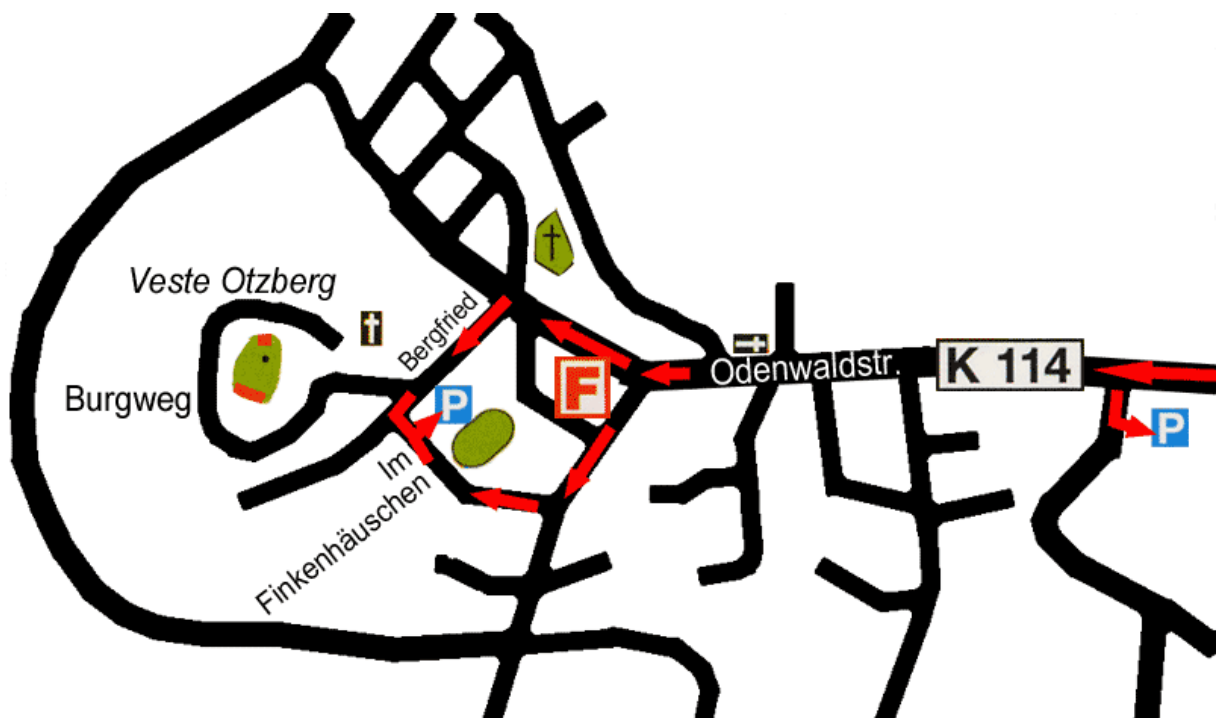 Veste Otzberg
Bergfried
Burgweg
P
F
Odenwaldstr.
K 114
P
Im
Finkenhäuschen